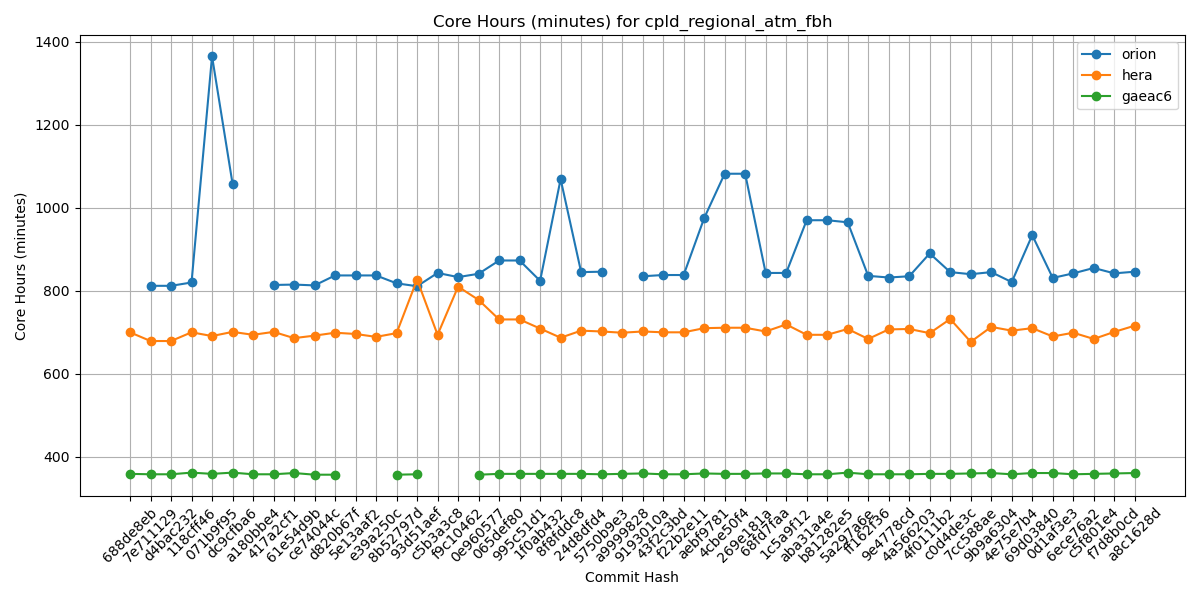 Core Hours (minutes) for cpld_regional_atm_fbh
orion
hera
gaeac6
Core Hours (minutes)
1400
1200
1000
800
600
400
688de8eb
7e711129
d4bac232
118cff46
071b9f95
dc9cfba6
a180bbe4
417a2cf1
61e54d9b
ce74044c
d820b67f
5e13aaf2
e39a250c
8b52797d
93d51aef
c5b3a3c8
f9c10462
0e960577
065def80
995c51d1
1f0ab432
8f8fddc8
24d8dfd4
5750b9e3
a9999828
9193010a
43f2c3bd
f22b2e11
aebf9781
4cbe50f4
269e181a
68fd7faa
1c5a9f12
aba31a4e
b81282e5
5a297a6e
ff162f36
9e4778cd
4a566203
4f0111b2
c0d4de3c
7cc588ae
9b9a6304
4e75e7b4
69d03840
0d1af3e3
6ece76a2
c5f801e4
f7d8b0cd
a8c1628d
Commit Hash